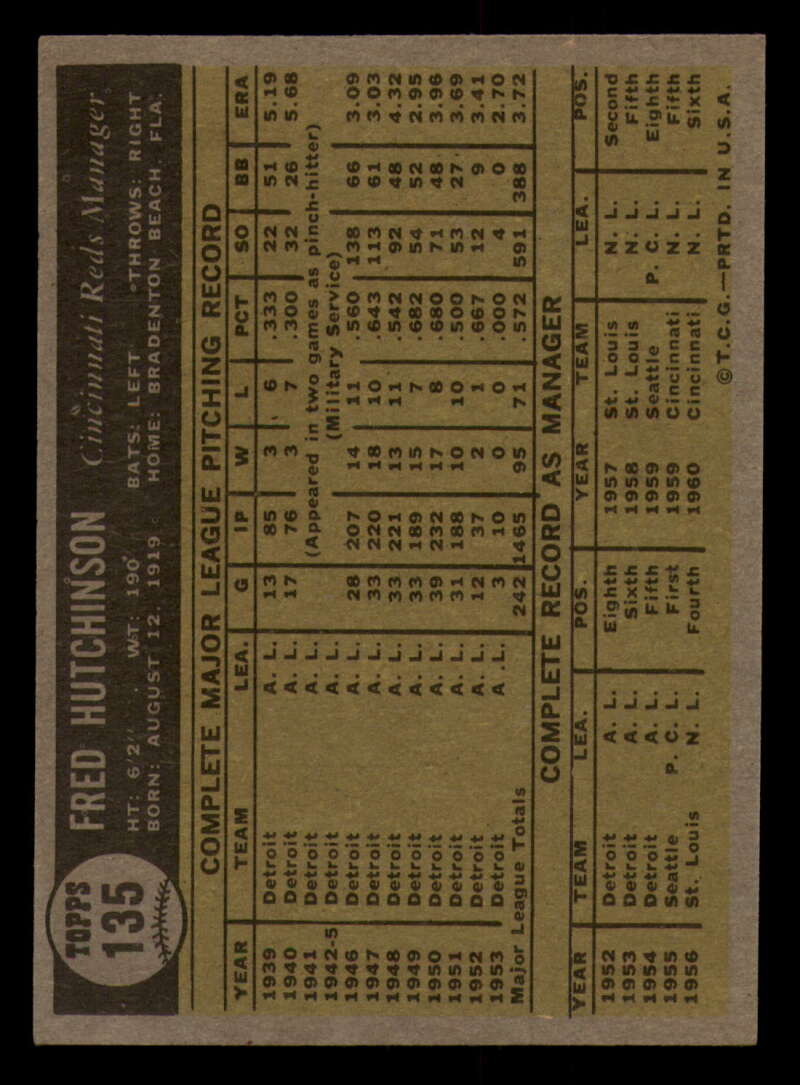 TOPPS
135
FRED HUTCHINSON Cincinnati Reds Manager
HT: 6'2" WT: 190 BATS: LEFT THROWS: RIGHT
BORN: AUGUST 12, 1919 HOME: BRADENTON BEACH, FLA.
COMPLETE MAJOR LEAGUE PITCHING RECORD
YEAR TEAM LEA. G IP W L PCT SO BB ERA
1939 Detroit A. L. 13 85 3 6 .333 22 51 5.19
1940 Detroit A. L. 17 76 3 7 .300 32 26 5.68
1941 Detroit A. L. (Appeared in two games as pinch-hitter)
1942-5 Detroit A. L. (Military Service)
1946 Detroit A. L. 28 207 14 11 .560 138 66 3.09
1947 Detroit A. L. 33 220 18 10 .643 113 61 3.03
1948 Detroit A. L. 33 221 13 11 .542 92 48 4.32
1949 Detroit A. L. 33 189 15 7 .682 54 52 2.95
1950 Detroit A. L. 39 232 17 8 .680 71 48 3.96
1951 Detroit A. L. 31 188 10 10 .500 53 27 3.69
1952 Detroit A. L. 12 37 2 1 .667 12 9 3.41
1953 Detroit A. L. 3 10 0 0 .000 4 0 2.70
Major League Totals 242 1465 95 71 .572 591 388 3.72
COMPLETE RECORD AS MANAGER
YEAR TEAM LEA. POS. YEAR TEAM LEA. POS.
1952 Detroit A. L. Eighth 1957 St. Louis N. L. Second
1953 Detroit A. L. Sixth 1958 St. Louis N. L. Fifth
1954 Detroit A. L. Fifth 1959 Seattle P. C. L. Eighth
1955 Seattle P. C. L. First 1959 Cincinnati N. L. Fifth
1956 St. Louis N. L. Fourth 1960 Cincinnati N. L. Sixth
©T.C.G.—PRTD. IN U.S.A.